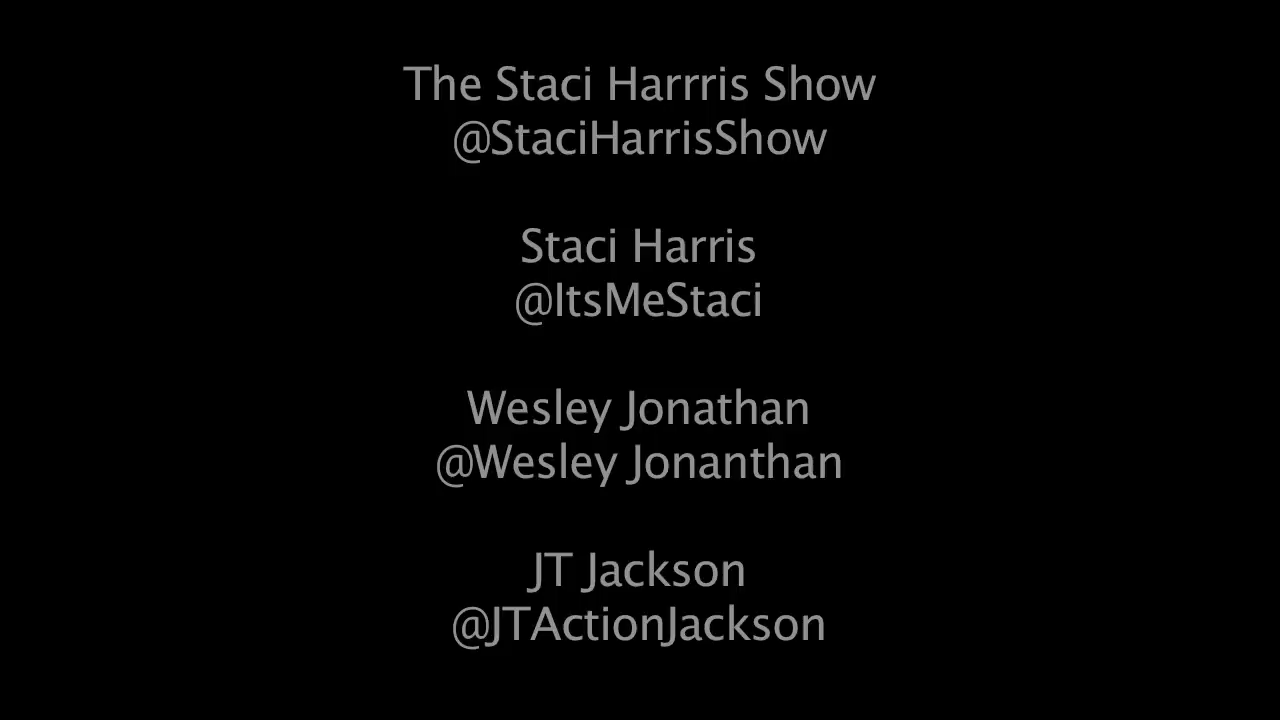 The Staci Harrris Show
@StaciHarrisShow
Staci Harris
@ItsMeStaci
Wesley Jonathan
@Wesley Jonanthan
JT Jackson
@JTActionJackson